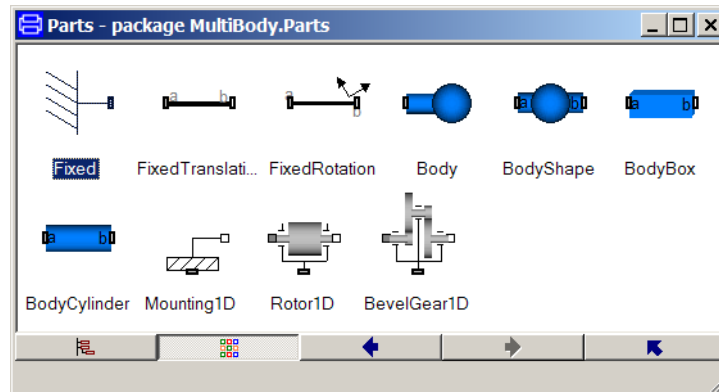 Parts - package MultiBody.Parts
a b a b a b a b
Fixed FixedTranslati... FixedRotation Body BodyShape BodyBox
a b
BodyCylinder Mounting1D Rotor1D BevelGear1D